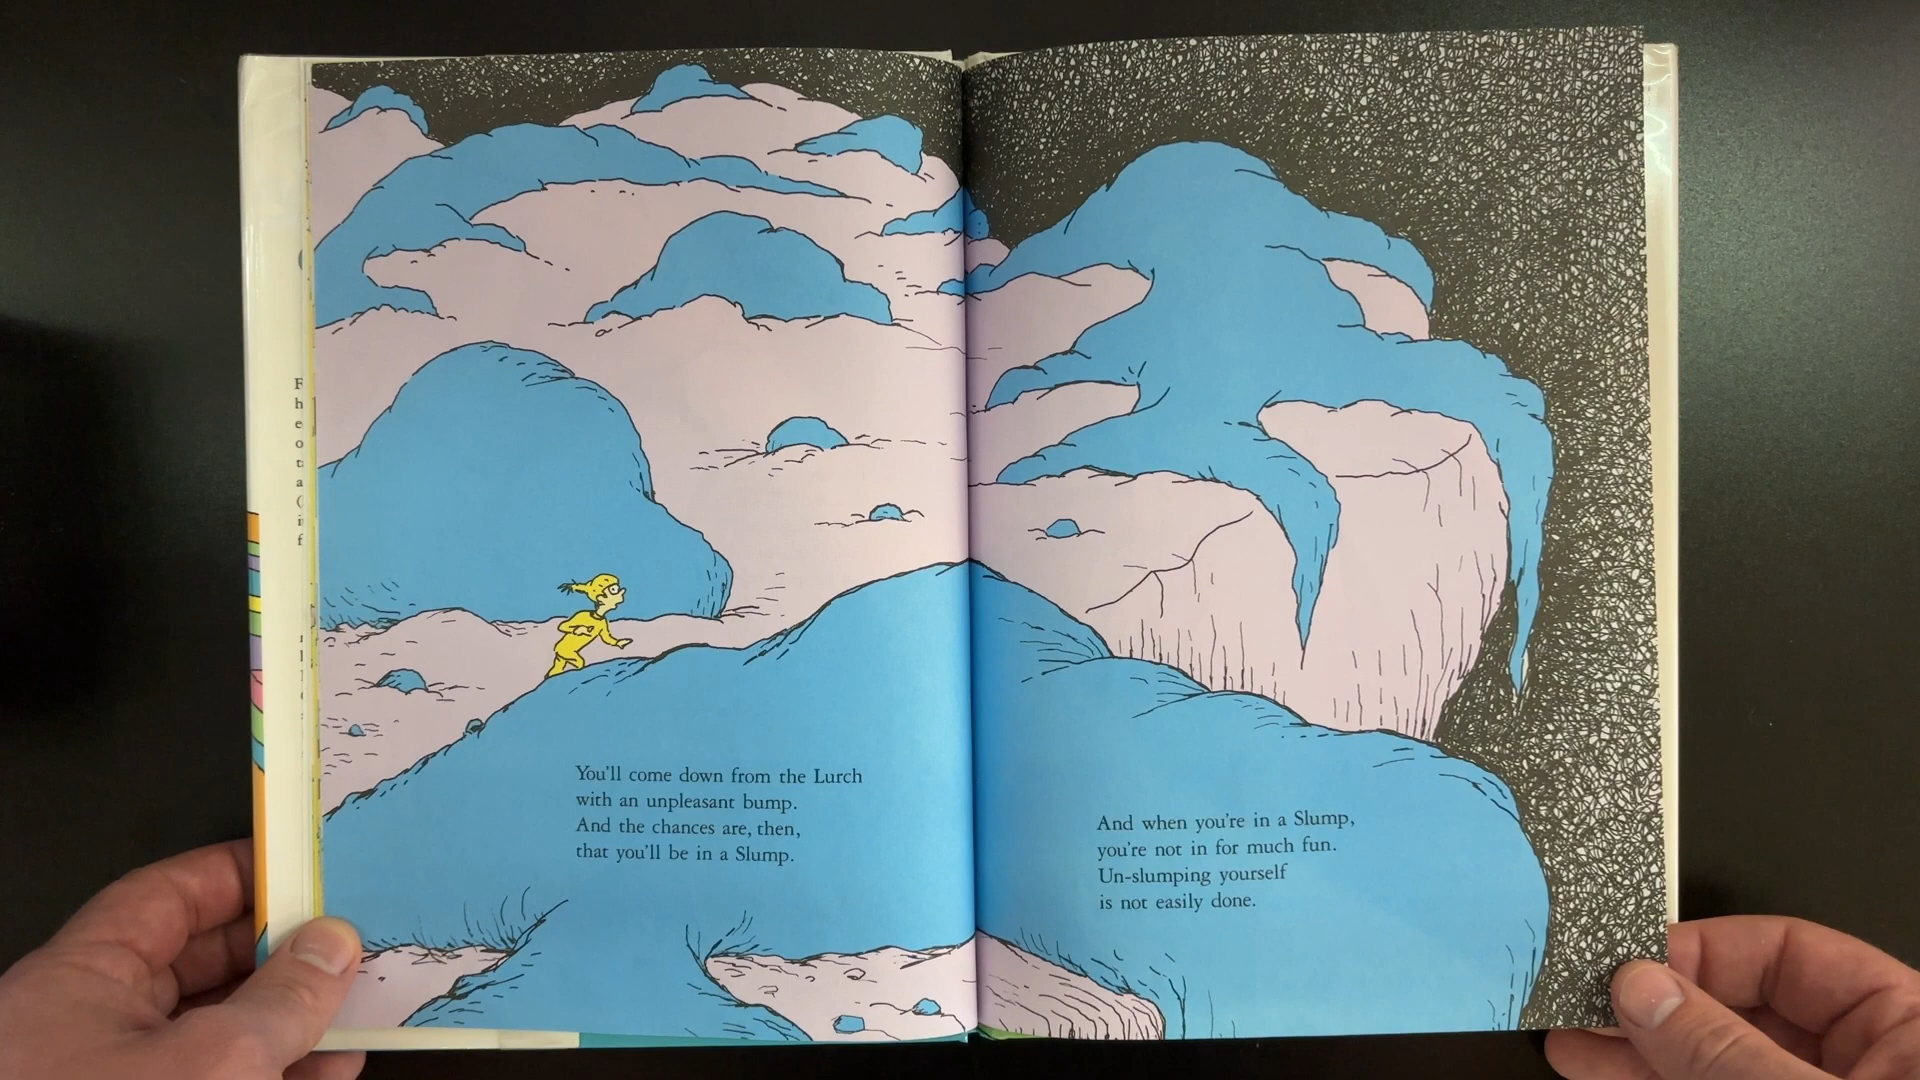 You'll come down from the Lurch
with an unpleasant bump.
And the chances are, then,
that you'll be in a Slump.
And when you're in a Slump,
you're not in for much fun.
Un-slumping yourself
is not easily done.